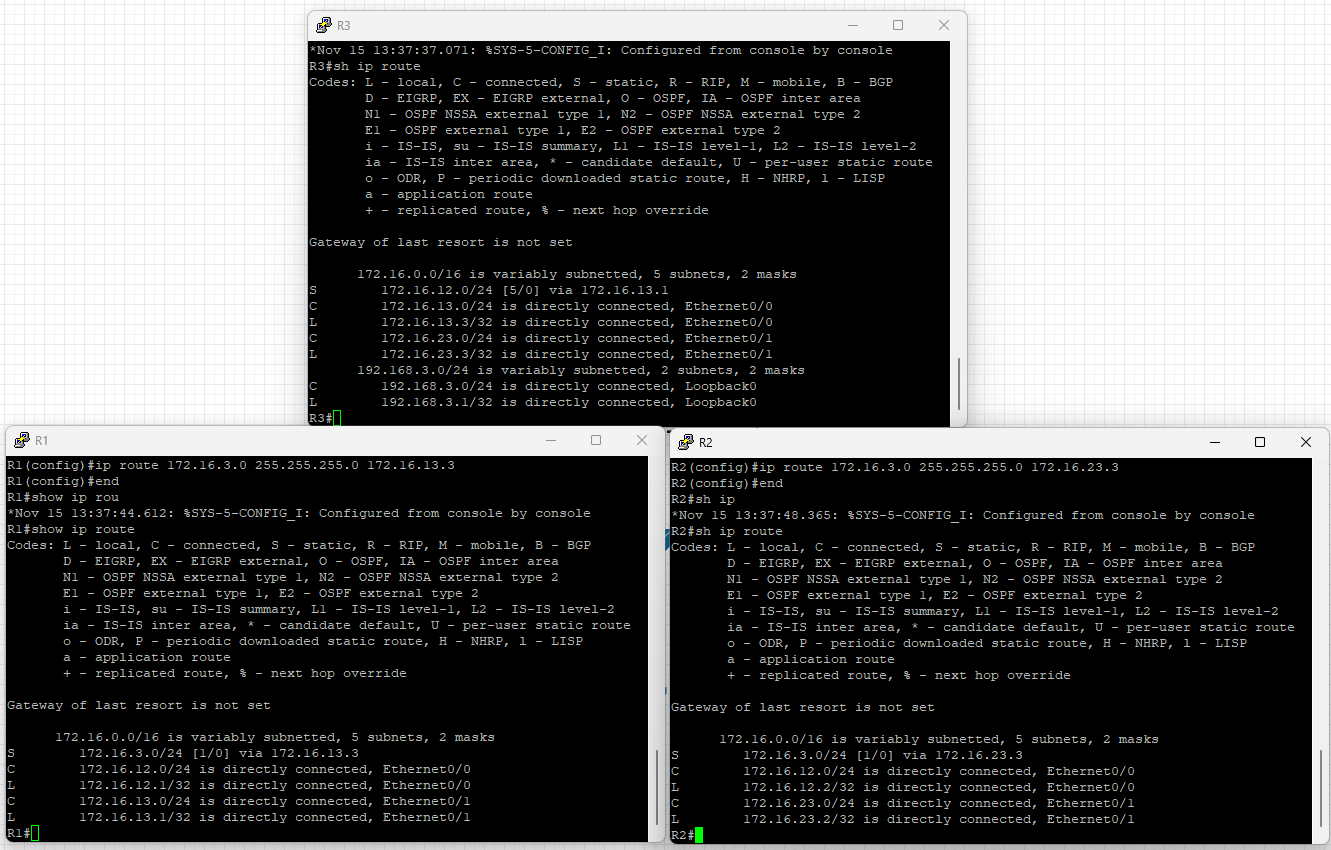 R3
*Nov 15 13:37:37.071: %SYS-5-CONFIG_I: Configured from console by console
R3#sh ip route
Codes: L - local, C - connected, S - static, R - RIP, M - mobile, B - BGP
       D - EIGRP, EX - EIGRP external, O - OSPF, IA - OSPF inter area
       N1 - OSPF NSSA external type 1, N2 - OSPF NSSA external type 2
       E1 - OSPF external type 1, E2 - OSPF external type 2
       i - IS-IS, su - IS-IS summary, L1 - IS-IS level-1, L2 - IS-IS level-2
       ia - IS-IS inter area, * - candidate default, U - per-user static route
       o - ODR, P - periodic downloaded static route, H - NHRP, l - LISP
       a - application route
       + - replicated route, % - next hop override
Gateway of last resort is not set
      172.16.0.0/16 is variably subnetted, 5 subnets, 2 masks
S        172.16.12.0/24 [5/0] via 172.16.13.1
C        172.16.13.0/24 is directly connected, Ethernet0/0
L        172.16.13.3/32 is directly connected, Ethernet0/0
C        172.16.23.0/24 is directly connected, Ethernet0/1
L        172.16.23.3/32 is directly connected, Ethernet0/1
      192.168.3.0/24 is variably subnetted, 2 subnets, 2 masks
C        192.168.3.0/24 is directly connected, Loopback0
L        192.168.3.1/32 is directly connected, Loopback0
R3#
R1
R1(config)#ip route 172.16.3.0 255.255.255.0 172.16.13.3
R1(config)#end
R1#show ip rou
*Nov 15 13:37:44.612: %SYS-5-CONFIG_I: Configured from console by console
R1#show ip route
Codes: L - local, C - connected, S - static, R - RIP, M - mobile, B - BGP
       D - EIGRP, EX - EIGRP external, O - OSPF, IA - OSPF inter area
       N1 - OSPF NSSA external type 1, N2 - OSPF NSSA external type 2
       E1 - OSPF external type 1, E2 - OSPF external type 2
       i - IS-IS, su - IS-IS summary, L1 - IS-IS level-1, L2 - IS-IS level-2
       ia - IS-IS inter area, * - candidate default, U - per-user static route
       o - ODR, P - periodic downloaded static route, H - NHRP, l - LISP
       a - application route
       + - replicated route, % - next hop override
Gateway of last resort is not set
      172.16.0.0/16 is variably subnetted, 5 subnets, 2 masks
S        172.16.3.0/24 [1/0] via 172.16.13.3
C        172.16.12.0/24 is directly connected, Ethernet0/0
L        172.16.12.1/32 is directly connected, Ethernet0/0
C        172.16.13.0/24 is directly connected, Ethernet0/1
L        172.16.13.1/32 is directly connected, Ethernet0/1
R1#
R2
R2(config)#ip route 172.16.3.0 255.255.255.0 172.16.23.3
R2(config)#end
R2#sh ip
*Nov 15 13:37:48.365: %SYS-5-CONFIG_I: Configured from console by console
R2#sh ip route
Codes: L - local, C - connected, S - static, R - RIP, M - mobile, B - BGP
       D - EIGRP, EX - EIGRP external, O - OSPF, IA - OSPF inter area
       N1 - OSPF NSSA external type 1, N2 - OSPF NSSA external type 2
       E1 - OSPF external type 1, E2 - OSPF external type 2
       i - IS-IS, su - IS-IS summary, L1 - IS-IS level-1, L2 - IS-IS level-2
       ia - IS-IS inter area, * - candidate default, U - per-user static route
       o - ODR, P - periodic downloaded static route, H - NHRP, l - LISP
       a - application route
       + - replicated route, % - next hop override
Gateway of last resort is not set
      172.16.0.0/16 is variably subnetted, 5 subnets, 2 masks
S        172.16.3.0/24 [1/0] via 172.16.23.3
C        172.16.12.0/24 is directly connected, Ethernet0/0
L        172.16.12.2/32 is directly connected, Ethernet0/0
C        172.16.23.0/24 is directly connected, Ethernet0/1
L        172.16.23.2/32 is directly connected, Ethernet0/1
R2#